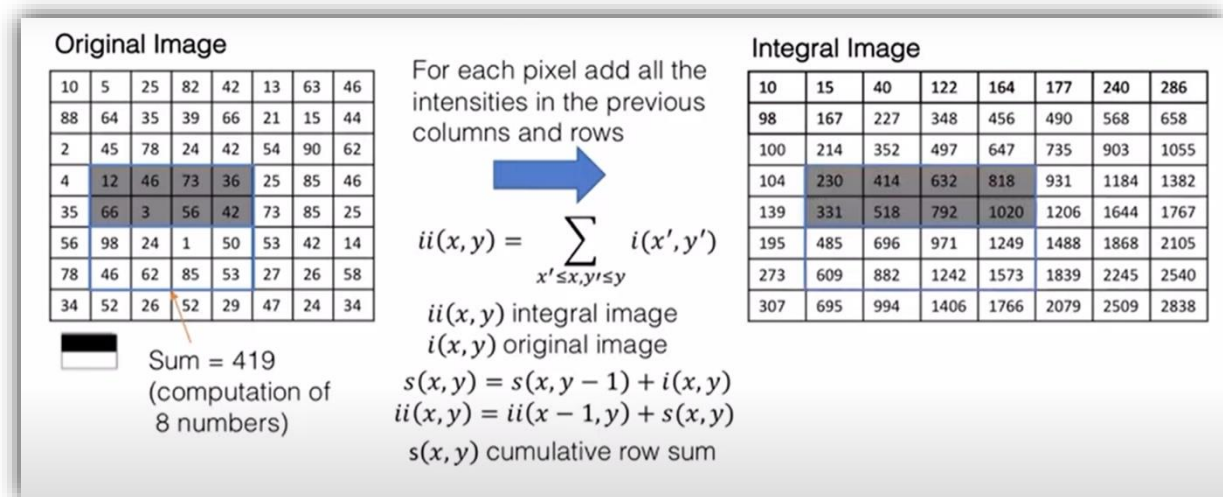 Original Image
10 5 25 82 42 13 63 46
88 64 35 39 66 21 15 44
2 45 78 24 42 54 90 62
4 12 46 73 36 25 85 46
35 66 3 56 42 73 85 25
56 98 24 1 50 53 42 14
78 46 62 85 53 27 26 58
34 52 26 52 29 47 24 34
Sum = 419
(computation of
8 numbers)
For each pixel add all the
intensities in the previous
columns and rows
ii(x, y) = ∑ i(x′, y′)
x′≤x,y′≤y
ii(x, y) integral image
i(x, y) original image
s(x, y) = s(x, y − 1) + i(x, y)
ii(x, y) = ii(x − 1, y) + s(x, y)
s(x, y) cumulative row sum
Integral Image
10 15 40 122 164 177 240 286
98 167 227 348 456 490 568 658
100 214 352 497 647 735 903 1055
104 230 414 632 818 931 1184 1382
139 331 518 792 1020 1206 1644 1767
195 485 696 971 1249 1488 1868 2105
273 609 882 1242 1573 1839 2245 2540
307 695 994 1406 1766 2079 2509 2838